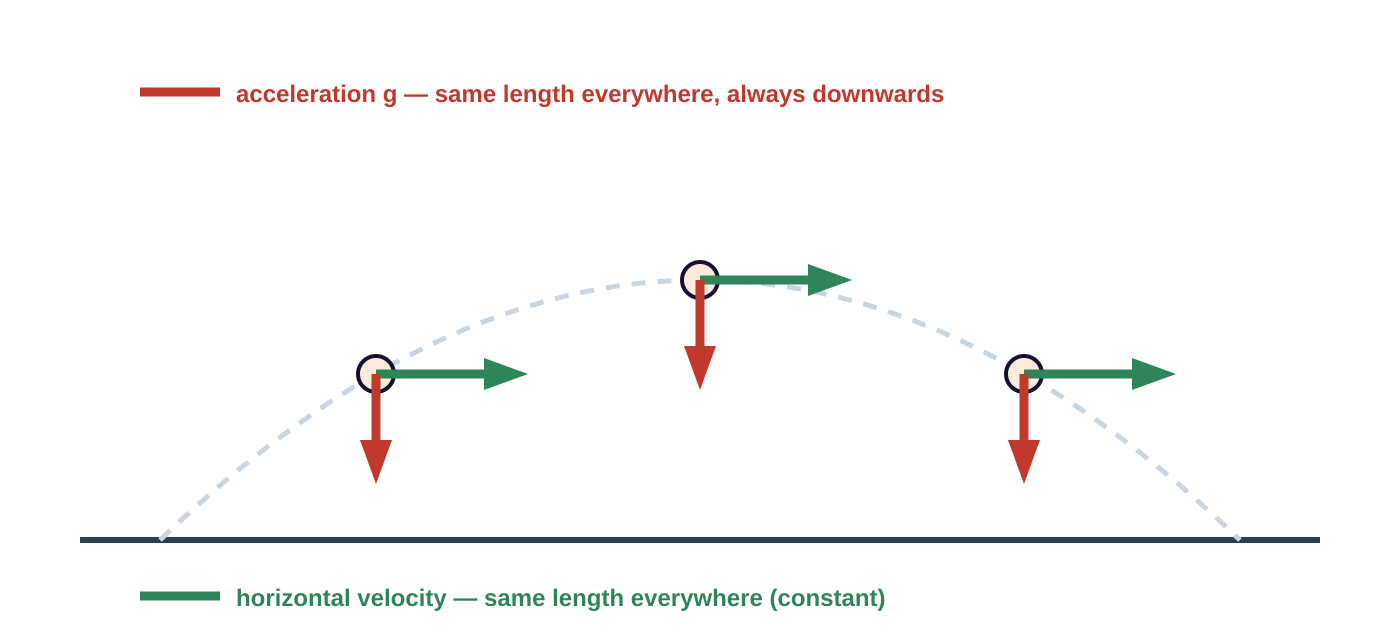 acceleration g — same length everywhere, always downwards
horizontal velocity — same length everywhere (constant)